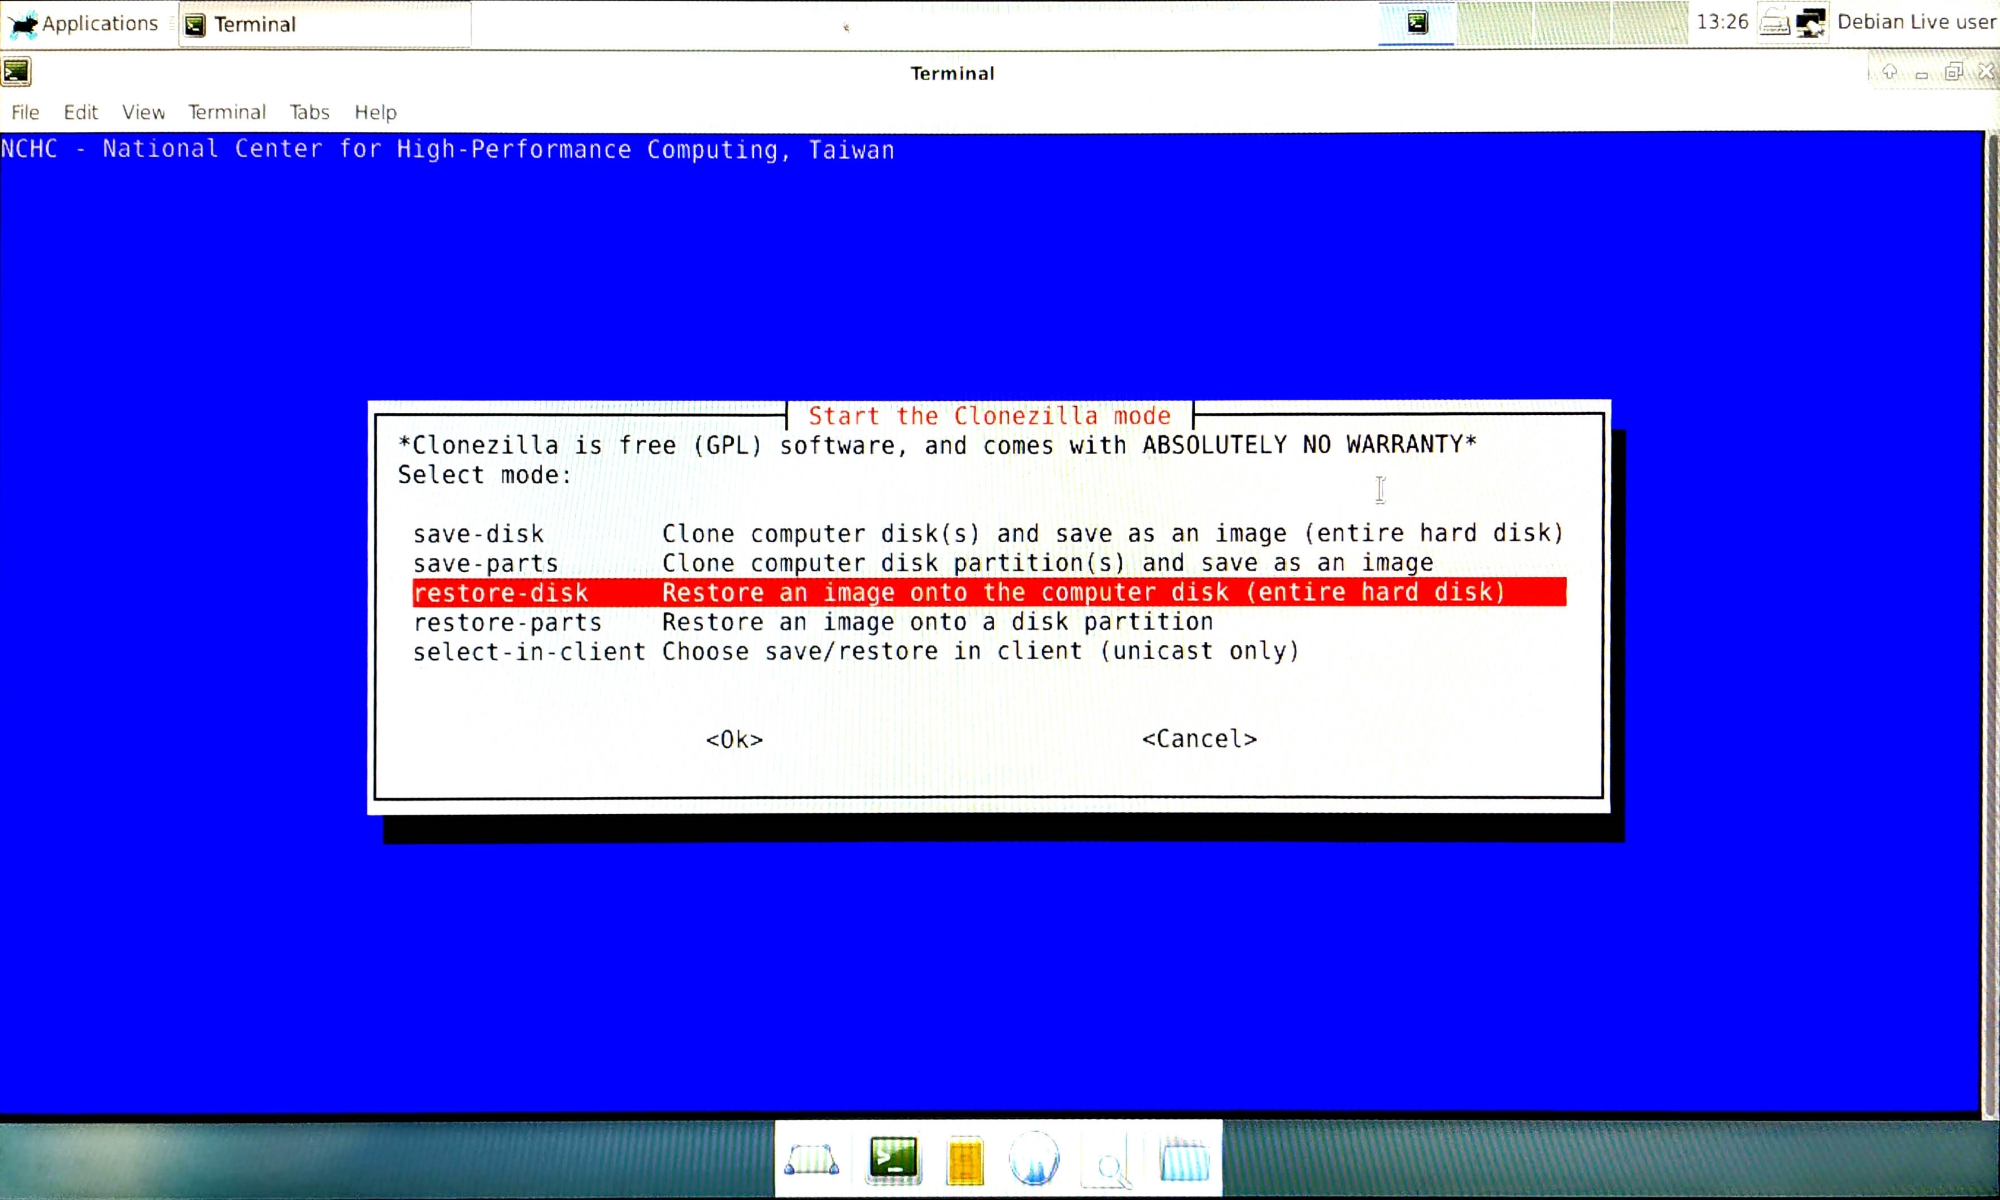 Applications Terminal 13:26 Debian Live user
Terminal
File Edit View Terminal Tabs Help
NCHC - National Center for High-Performance Computing, Taiwan
Start the Clonezilla mode
*Clonezilla is free (GPL) software, and comes with ABSOLUTELY NO WARRANTY*
Select mode:
save-disk Clone computer disk(s) and save as an image (entire hard disk)
save-parts Clone computer disk partition(s) and save as an image
restore-disk Restore an image onto the computer disk (entire hard disk)
restore-parts Restore an image onto a disk partition
select-in-client Choose save/restore in client (unicast only)
<Ok> <Cancel>